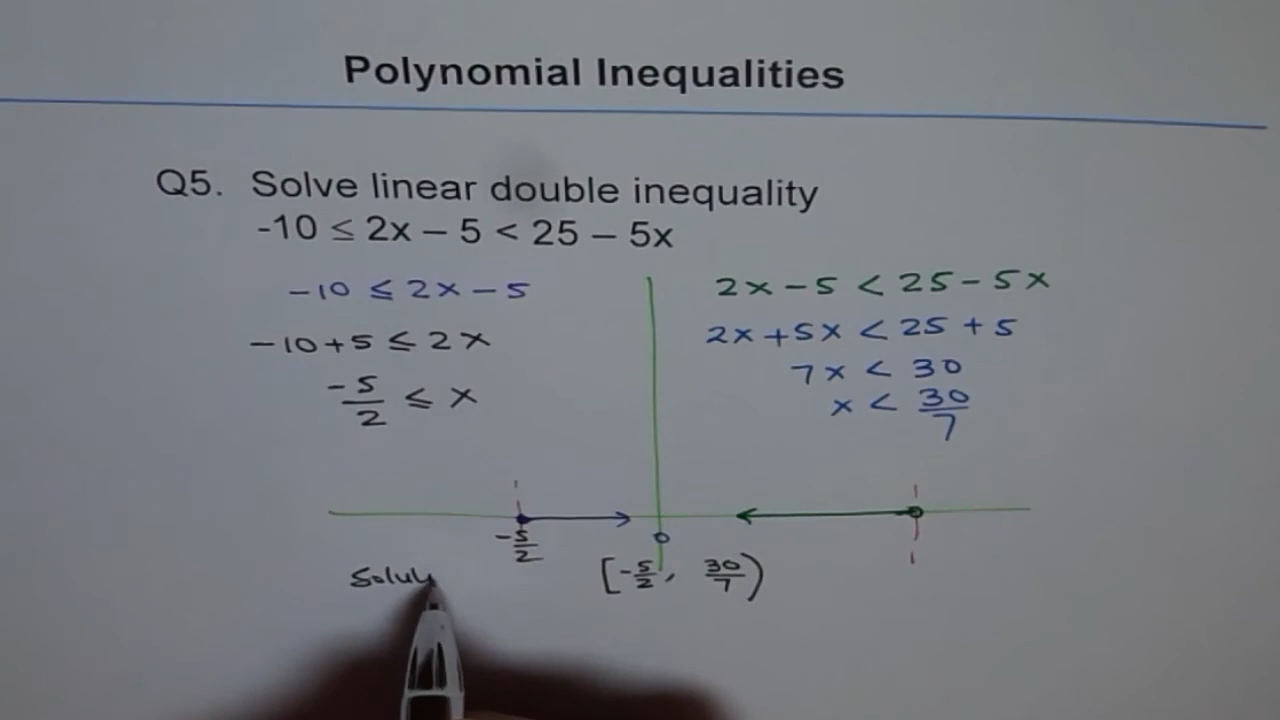 Polynomial Inequalities
Q5. Solve linear double inequality
-10 ≤ 2x – 5 < 25 – 5x
-10 ≤ 2x - 5
-10+5 ≤ 2x
-5/2 ≤ x
2x - 5 < 25 - 5x
2x+5x < 25 + 5
7x < 30
x < 30/7
-5/2
0
[-5/2, 30/7)